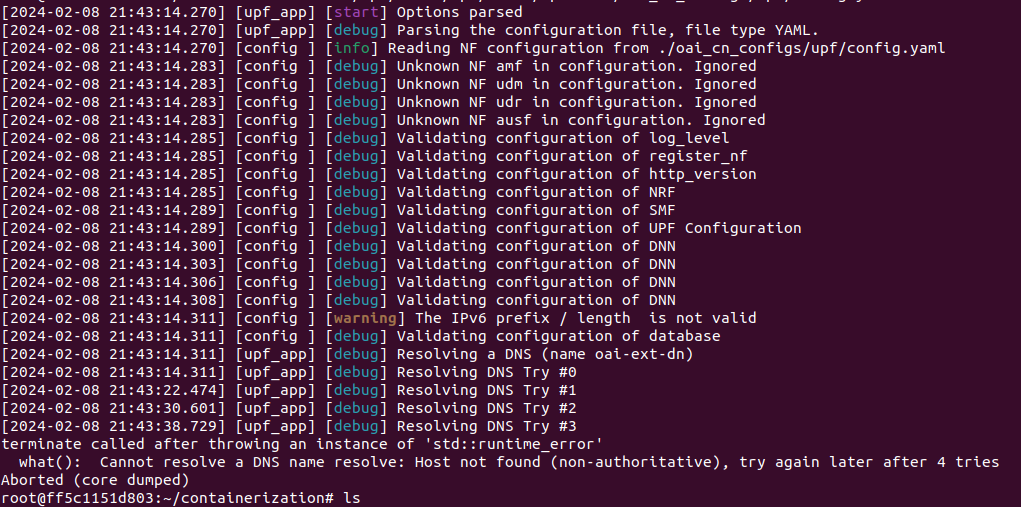 [2024-02-08 21:43:14.270] [upf_app] [start] Options parsed
[2024-02-08 21:43:14.270] [upf_app] [debug] Parsing the configuration file, file type YAML.
[2024-02-08 21:43:14.270] [config ] [info] Reading NF configuration from ./oai_cn_configs/upf/config.yaml
[2024-02-08 21:43:14.283] [config ] [debug] Unknown NF amf in configuration. Ignored
[2024-02-08 21:43:14.283] [config ] [debug] Unknown NF udm in configuration. Ignored
[2024-02-08 21:43:14.283] [config ] [debug] Unknown NF udr in configuration. Ignored
[2024-02-08 21:43:14.283] [config ] [debug] Unknown NF ausf in configuration. Ignored
[2024-02-08 21:43:14.285] [config ] [debug] Validating configuration of log_level
[2024-02-08 21:43:14.285] [config ] [debug] Validating configuration of register_nf
[2024-02-08 21:43:14.285] [config ] [debug] Validating configuration of http_version
[2024-02-08 21:43:14.285] [config ] [debug] Validating configuration of NRF
[2024-02-08 21:43:14.289] [config ] [debug] Validating configuration of SMF
[2024-02-08 21:43:14.289] [config ] [debug] Validating configuration of UPF Configuration
[2024-02-08 21:43:14.300] [config ] [debug] Validating configuration of DNN
[2024-02-08 21:43:14.303] [config ] [debug] Validating configuration of DNN
[2024-02-08 21:43:14.306] [config ] [debug] Validating configuration of DNN
[2024-02-08 21:43:14.308] [config ] [debug] Validating configuration of DNN
[2024-02-08 21:43:14.311] [config ] [warning] The IPv6 prefix / length  is not valid
[2024-02-08 21:43:14.311] [config ] [debug] Validating configuration of database
[2024-02-08 21:43:14.311] [upf_app] [debug] Resolving a DNS (name oai-ext-dn)
[2024-02-08 21:43:14.311] [upf_app] [debug] Resolving DNS Try #0
[2024-02-08 21:43:22.474] [upf_app] [debug] Resolving DNS Try #1
[2024-02-08 21:43:30.601] [upf_app] [debug] Resolving DNS Try #2
[2024-02-08 21:43:38.729] [upf_app] [debug] Resolving DNS Try #3
terminate called after throwing an instance of 'std::runtime_error'
  what():  Cannot resolve a DNS name resolve: Host not found (non-authoritative), try again later after 4 tries
Aborted (core dumped)
root@ff5c1151d803:~/containerization# ls